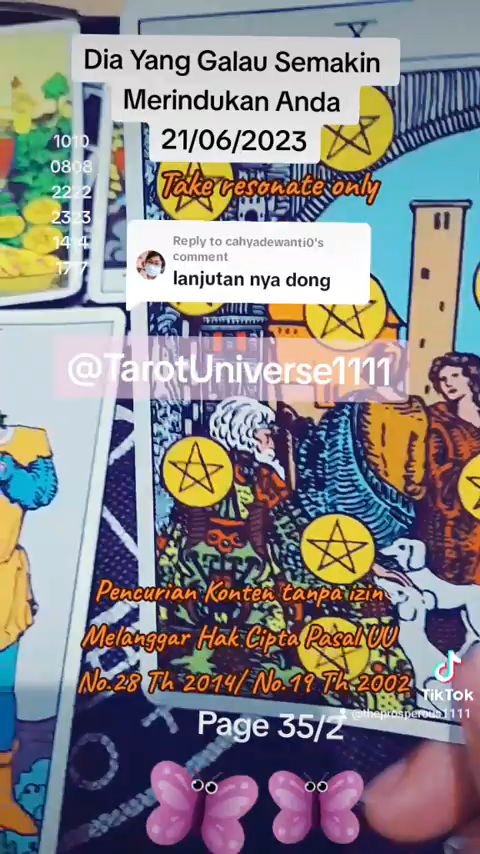 X
Dia Yang Galau Semakin
Merindukan Anda
21/06/2023
Take resonate only
1010
0808
2222
2323
1414
1717
Reply to cahyadewanti0's
comment
lanjutan nya dong
@TarotUniverse1111
Pencurian Konten tanpa izin
Melanggar Hak Cipta Pasal UU
No.28 Th 2014/ No.19 Th 2002
TikTok
@theprosperous1111
Page 35/2